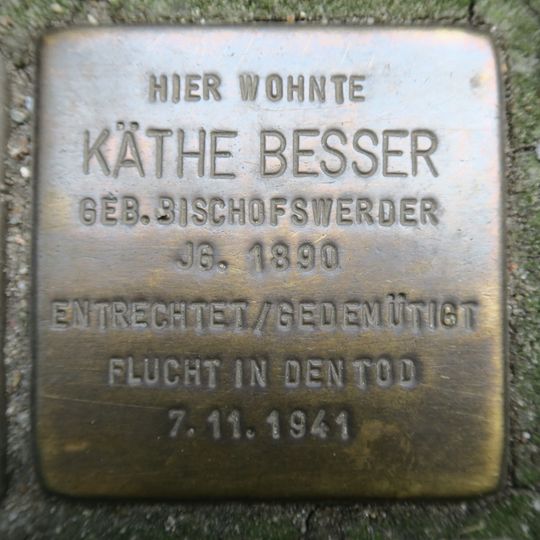 HIER WOHNTE
KÄTHE BESSER
GEB. BISCHOFSWERDER
JG. 1890
ENTRECHTET/GEDEMÜTIGT
FLUCHT IN DEN TOD
7.11.1941